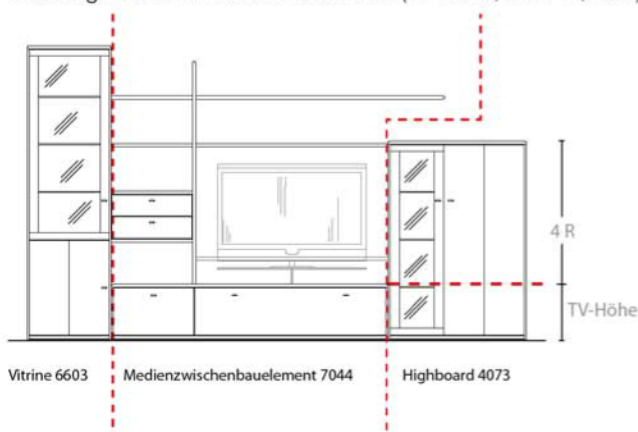 4 R
TV-Höhe
Vitrine 6603
Medienzwischenbauelement 7044
Highboard 4073